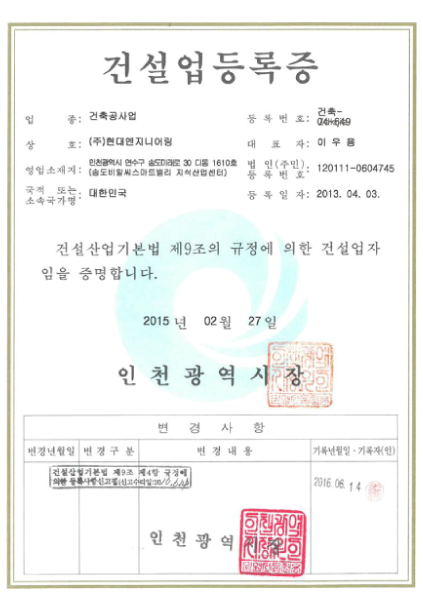 건설업등록증
업 종: 건축공사업
등 록 번 호: 건축-
상 호: (주)현대엔지니어링
대 표 자: 이 우 용
영업소재지: 인천광역시 연수구 송도미래로 30 디동 1610호
(송도비알씨스마트밸리 지식산업센터)
법 인(주민)등 록 번 호: 120111-0604745
국적 또는 소속국가명: 대한민국
등 록 일 자: 2013. 04. 03.
건설산업기본법 제9조의 규정에 의한 건설업자
임을 증명합니다.
2015 년 02 월 27 일
인 천 광 역 시 장
변 경 사 항
변경년월일 변 경 구 분 변 경 내 용 기록년월일·기록자(인)
건설산업기본법 제9조 제4항 규정에
의한 등록사항신고필
2016. 06. 14
인 천 광 역 시 장